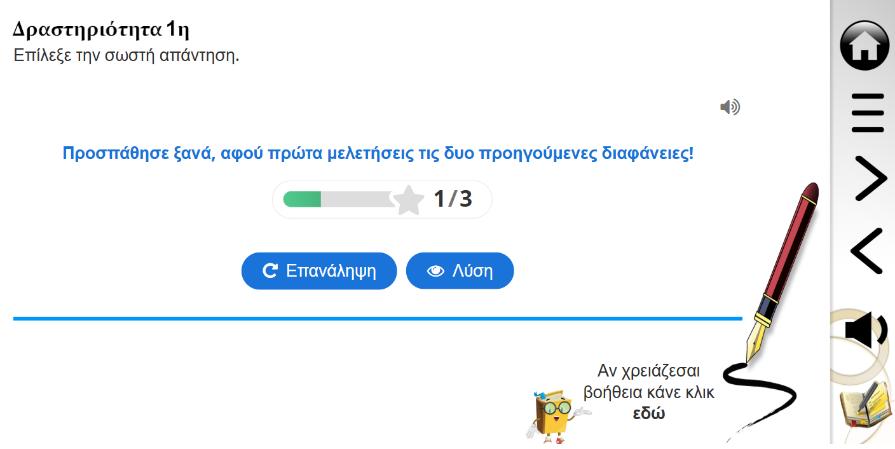 Δραστηριότητα 1η
Επίλεξε την σωστή απάντηση.
Προσπάθησε ξανά, αφού πρώτα μελετήσεις τις δυο προηγούμενες διαφάνειες!
1/3
Επανάληψη
Λύση
Αν χρειάζεσαι
βοήθεια κάνε κλικ
εδώ